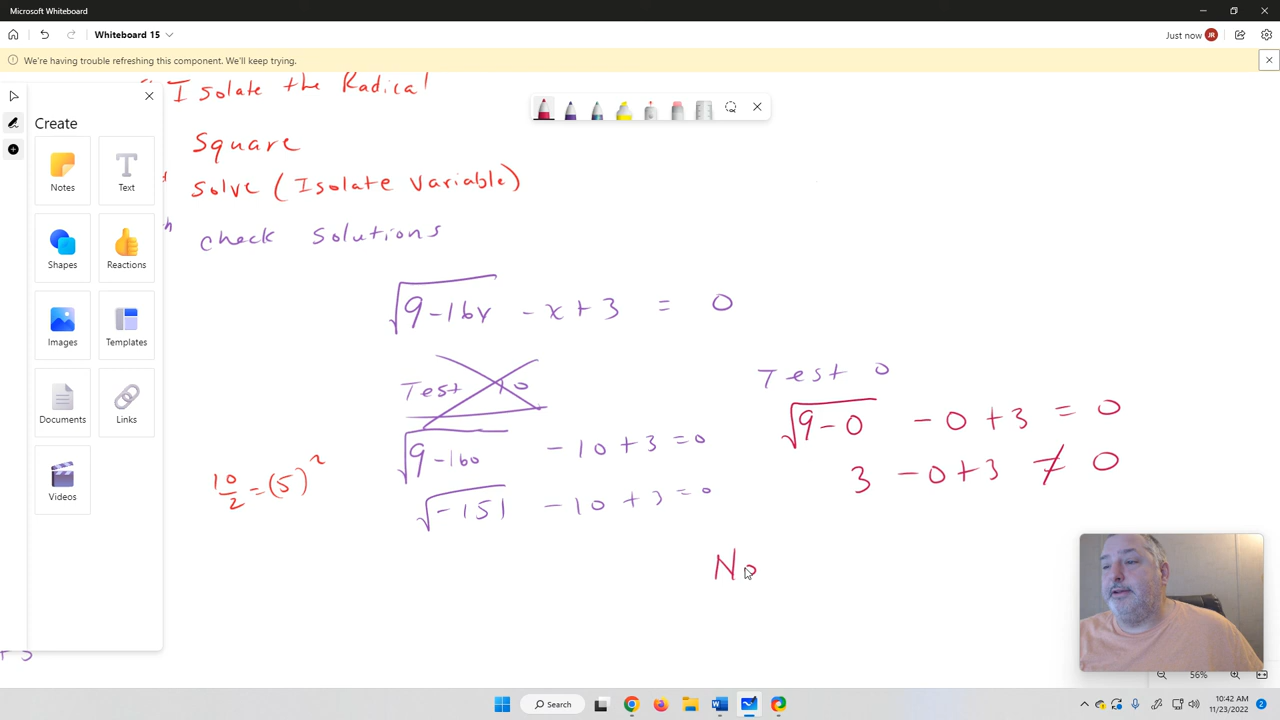 Microsoft Whiteboard
Whiteboard 15
Just now JR
We're having trouble refreshing this component. We'll keep trying.
Isolate the Radical
Create
Square
Notes
Text
Solve (Isolate Variable)
check Solutions
Shapes
Reactions
√9-16x - x + 3 = 0
Images
Templates
Test 10
Test 0
√9-0 - 0 + 3 = 0
Documents
Links
√9-160 - 10 + 3 = 0
3 - 0 + 3 ≠ 0
10/2 = (5)²
Videos
√-151 - 10 + 3 = 0
No
+ 3
56%
Search
10:42 AM
11/23/2022
2